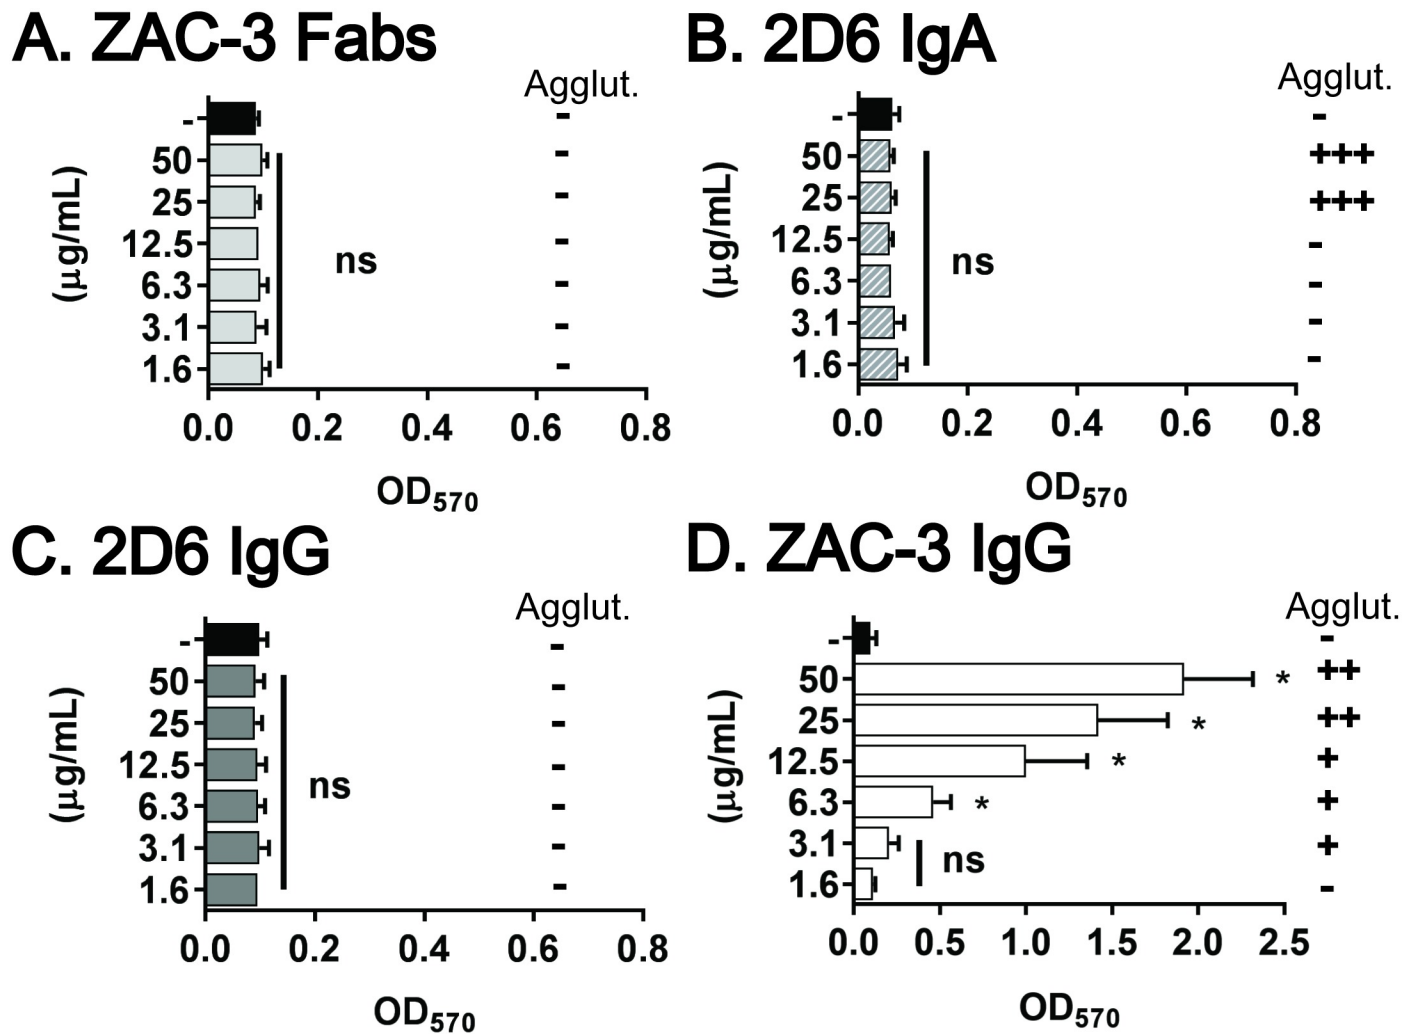 A. ZAC-3 Fabs
Agglut.
(μg/mL)
- -
50 -
25 -
12.5 -
6.3 -
3.1 -
1.6 -
ns
0.0 0.2 0.4 0.6 0.8
OD570
B. 2D6 IgA
Agglut.
(μg/mL)
- -
50 +++
25 +++
12.5 -
6.3 -
3.1 -
1.6 -
ns
0.0 0.2 0.4 0.6 0.8
OD570
C. 2D6 IgG
Agglut.
(μg/mL)
- -
50 -
25 -
12.5 -
6.3 -
3.1 -
1.6 -
ns
0.0 0.2 0.4 0.6 0.8
OD570
D. ZAC-3 IgG
Agglut.
(μg/mL)
- -
50 * ++
25 * ++
12.5 * +
6.3 * +
3.1 +
ns
1.6 -
0.0 0.5 1.0 1.5 2.0 2.5
OD570